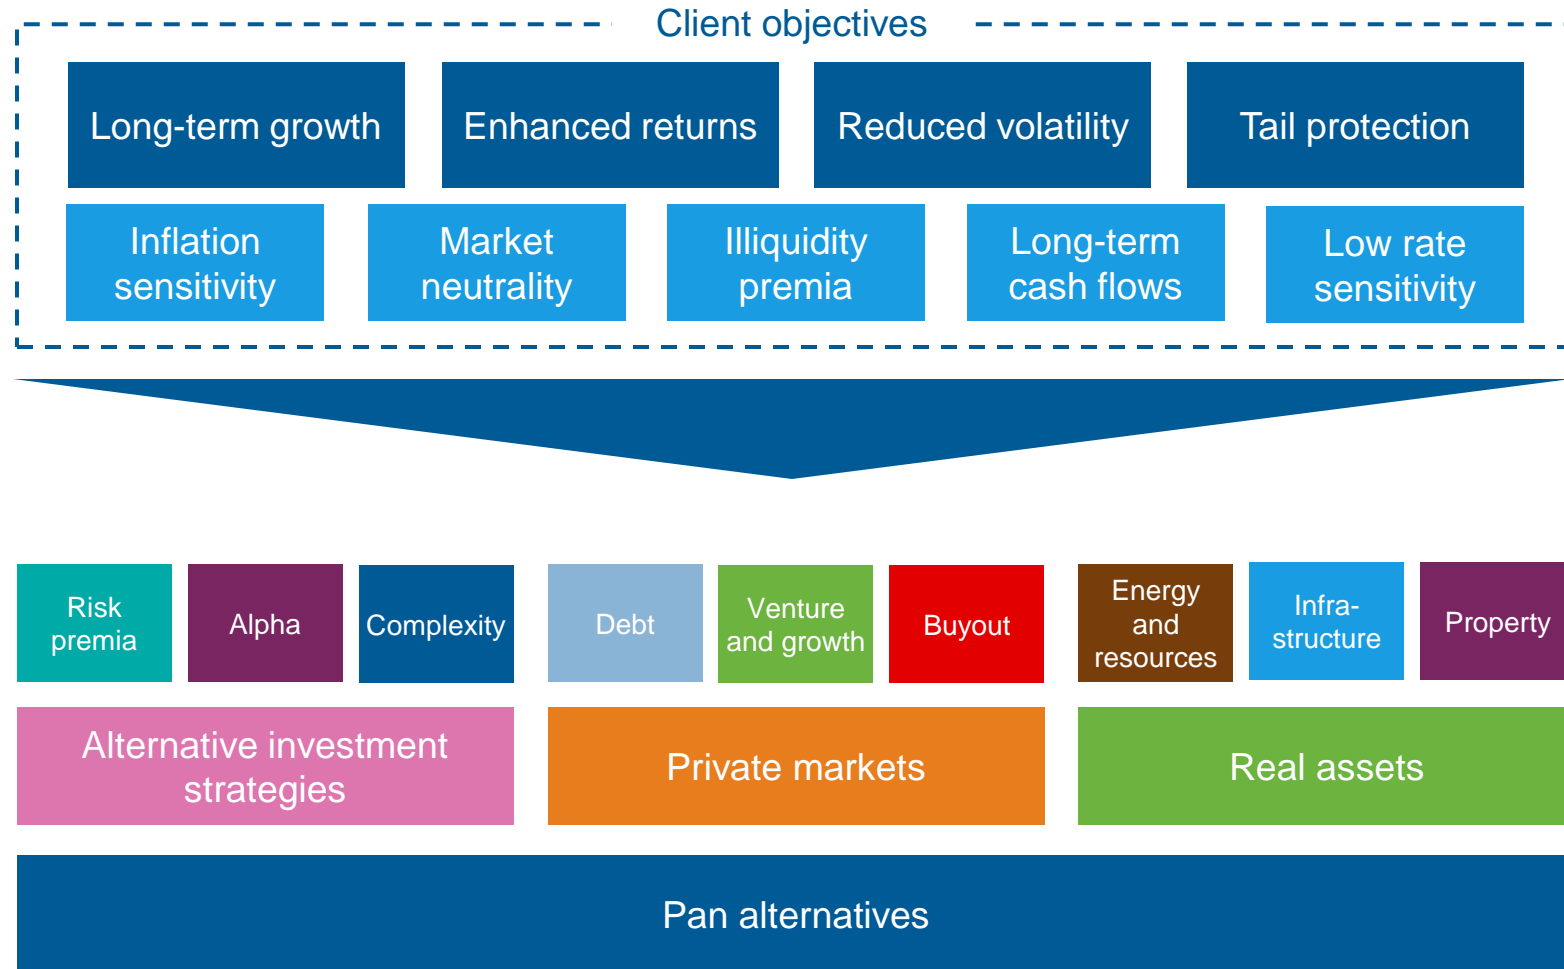 Client objectives
Long-term growth
Enhanced returns
Reduced volatility
Tail protection
Inflation
sensitivity
Market
neutrality
Illiquidity
premia
Long-term
cash flows
Low rate
sensitivity
Risk
premia
Alpha
Complexity
Debt
Venture
and growth
Buyout
Energy
and
resources
Infra-
structure
Property
Alternative investment
strategies
Private markets
Real assets
Pan alternatives